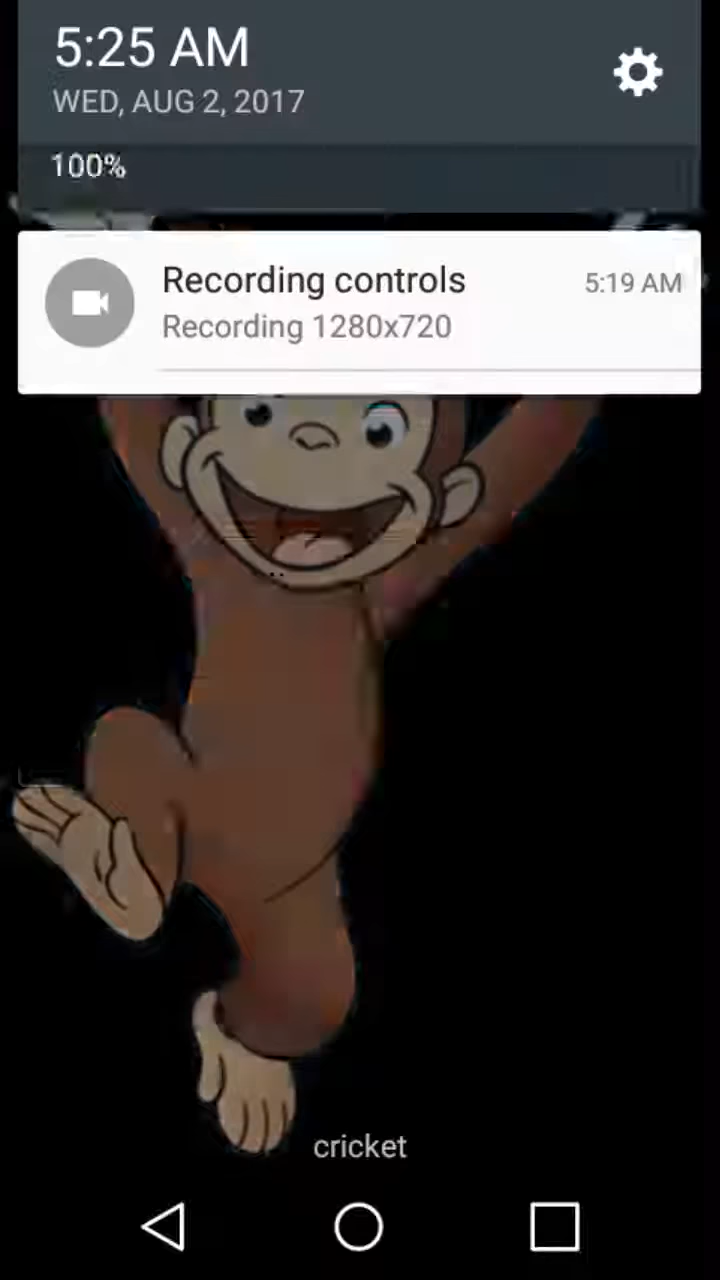 5:25 AM
WED, AUG 2, 2017
100%
Recording controls
5:19 AM
Recording 1280x720
cricket